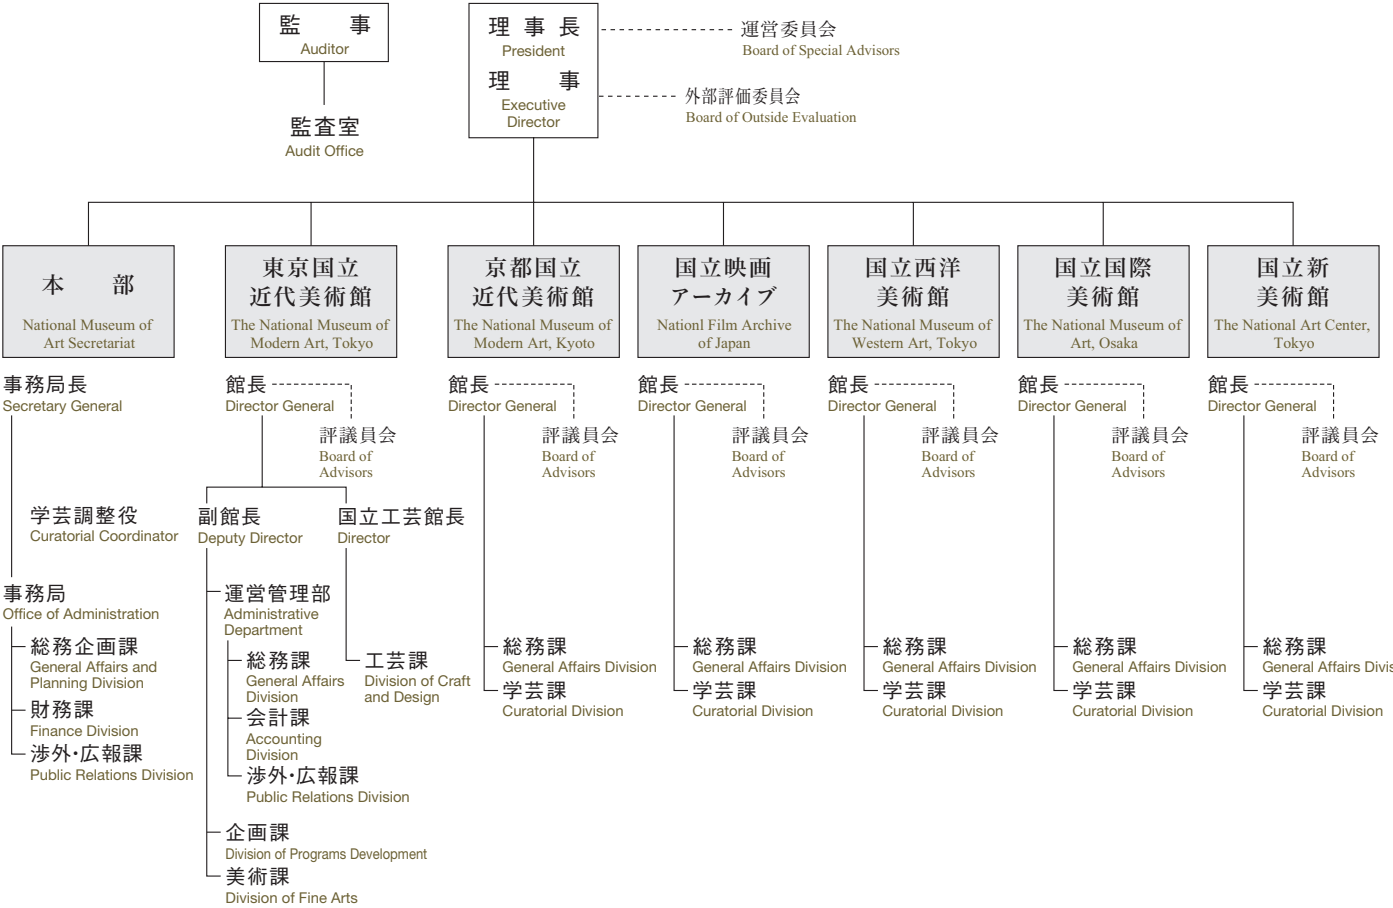 監 事
Auditor
監査室
Audit Office
理 事 長
President
理 事
Executive
Director
運営委員会
Board of Special Advisors
外部評価委員会
Board of Outside Evaluation
本 部
National Museum of
Art Secretariat
東京国立
近代美術館
The National Museum of
Modern Art, Tokyo
京都国立
近代美術館
The National Museum of
Modern Art, Kyoto
国立映画
アーカイブ
Nationl Film Archive
of Japan
国立西洋
美術館
The National Museum of
Western Art, Tokyo
国立国際
美術館
The National Museum of
Art, Osaka
国立新
美術館
The National Art Center,
Tokyo
事務局長
Secretary General
学芸調整役
Curatorial Coordinator
事務局
Office of Administration
総務企画課
General Affairs and
Planning Division
財務課
Finance Division
渉外・広報課
Public Relations Division
館長
Director General
評議員会
Board of
Advisors
副館長
Deputy Director
国立工芸館長
Director
運営管理部
Administrative
Department
総務課
General Affairs
Division
会計課
Accounting
Division
渉外・広報課
Public Relations Division
工芸課
Division of Craft
and Design
企画課
Division of Programs Development
美術課
Division of Fine Arts
館長
Director General
評議員会
Board of
Advisors
総務課
General Affairs Division
学芸課
Curatorial Division
館長
Director General
評議員会
Board of
Advisors
総務課
General Affairs Division
学芸課
Curatorial Division
館長
Director General
評議員会
Board of
Advisors
総務課
General Affairs Division
学芸課
Curatorial Division
館長
Director General
評議員会
Board of
Advisors
総務課
General Affairs Division
学芸課
Curatorial Division
館長
Director General
評議員会
Board of
Advisors
総務課
General Affairs Divis
学芸課
Curatorial Division